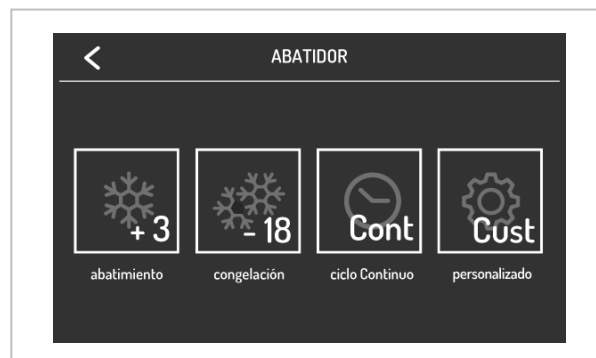 ABATIDOR
+ 3
- 18
Cont
Cust
abatimiento
congelación
ciclo Continuo
personalizado